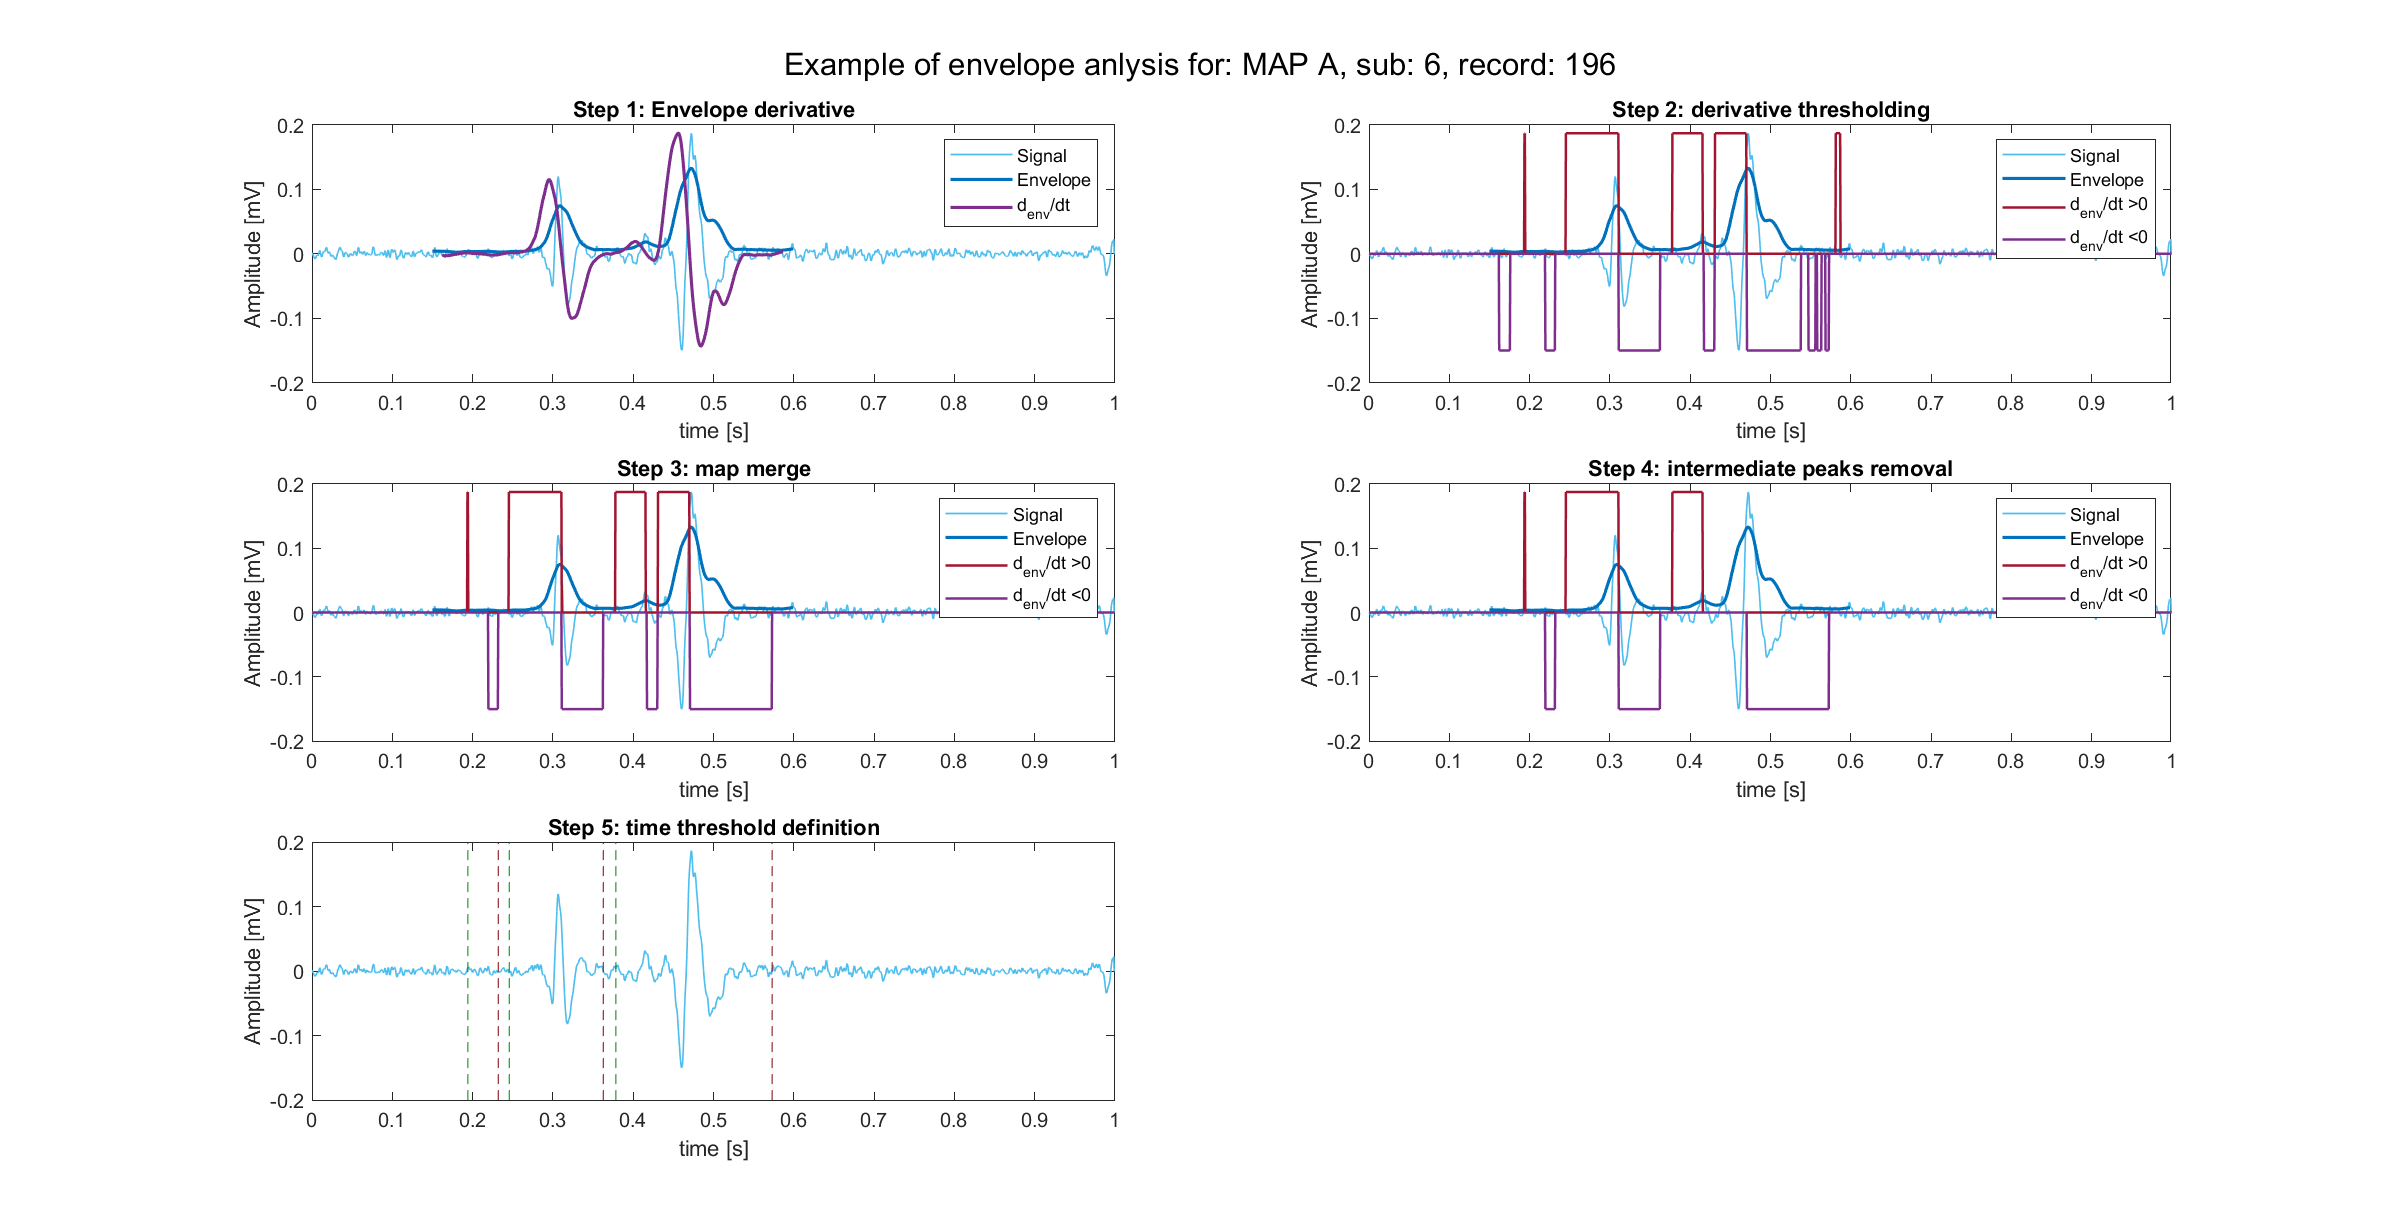 Example of envelope anlysis for: MAP A, sub: 6, record: 196
Step 1: Envelope derivative
0.2
0.1
0
-0.1
-0.2
Amplitude [mV]
0 0.1 0.2 0.3 0.4 0.5 0.6 0.7 0.8 0.9 1
time [s]
Signal
Envelope
d_env/dt
Step 2: derivative thresholding
0.2
0.1
0
-0.1
-0.2
Amplitude [mV]
0 0.1 0.2 0.3 0.4 0.5 0.6 0.7 0.8 0.9 1
time [s]
Signal
Envelope
d_env/dt >0
d_env/dt <0
Step 3: map merge
0.2
0.1
0
-0.1
-0.2
Amplitude [mV]
0 0.1 0.2 0.3 0.4 0.5 0.6 0.7 0.8 0.9 1
time [s]
Signal
Envelope
d_env/dt >0
d_env/dt <0
Step 4: intermediate peaks removal
0.2
0.1
0
-0.1
-0.2
Amplitude [mV]
0 0.1 0.2 0.3 0.4 0.5 0.6 0.7 0.8 0.9 1
time [s]
Signal
Envelope
d_env/dt >0
d_env/dt <0
Step 5: time threshold definition
0.2
0.1
0
-0.1
-0.2
Amplitude [mV]
0 0.1 0.2 0.3 0.4 0.5 0.6 0.7 0.8 0.9 1
time [s]